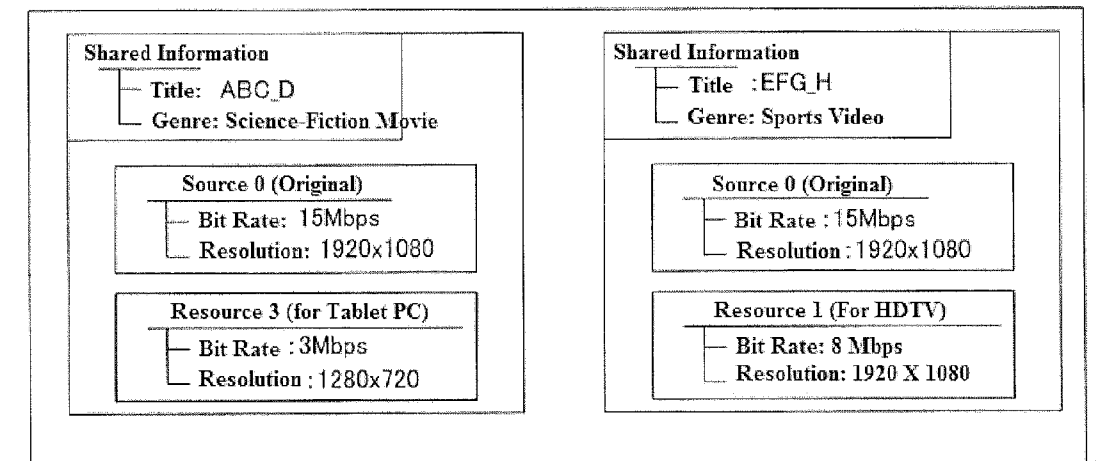 Shared Information
Title: ABC_D
Genre: Science-Fiction Movie
Source 0 (Original)
Bit Rate: 15Mbps
Resolution: 1920x1080
Resource 3 (for Tablet PC)
Bit Rate : 3Mbps
Resolution : 1280x720
Shared Information
Title :EFG_H
Genre: Sports Video
Source 0 (Original)
Bit Rate : 15Mbps
Resolution : 1920x1080
Resource 1 (For HDTV)
Bit Rate: 8 Mbps
Resolution: 1920 X 1080